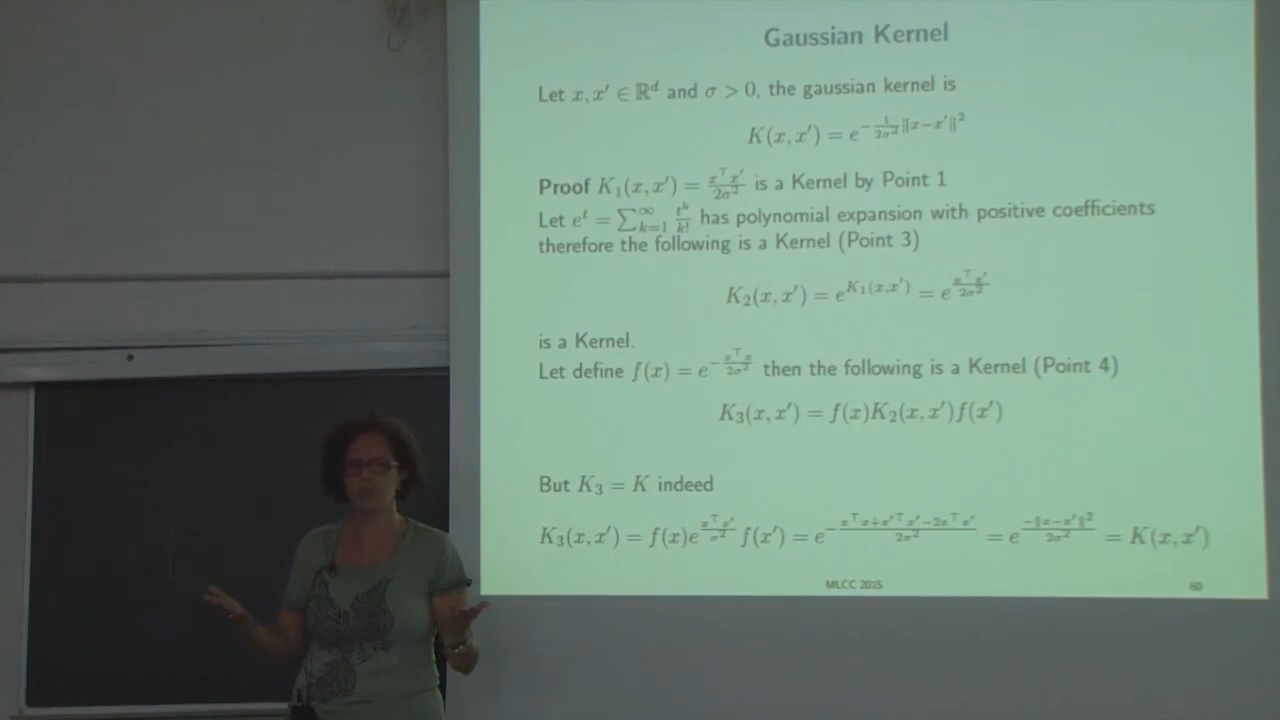 Gaussian Kernel
Let x, x′ ∈ ℝ^d and σ > 0, the gaussian kernel is
K(x, x′) = e^{-\frac{1}{2σ^2}‖x−x′‖^2}
Proof K_1(x, x′) = \frac{x^⊤x′}{2σ^2} is a Kernel by Point 1
Let e^t = \sum_{k=1}^{∞} \frac{t^k}{k!} has polynomial expansion with positive coefficients
therefore the following is a Kernel (Point 3)
K_2(x, x′) = e^{K_1(x,x′)} = e^{\frac{x^⊤x′}{2σ^2}}
is a Kernel.
Let define f(x) = e^{-\frac{x^⊤x}{2σ^2}} then the following is a Kernel (Point 4)
K_3(x, x′) = f(x)K_2(x, x′)f(x′)
But K_3 = K indeed
K_3(x, x′) = f(x)e^{\frac{x^⊤x′}{σ^2}}f(x′) = e^{-\frac{x^⊤x+x′^⊤x′−2x^⊤x′}{2σ^2}} = e^{\frac{−‖x−x′‖^2}{2σ^2}} = K(x, x′)
MLCC 2015